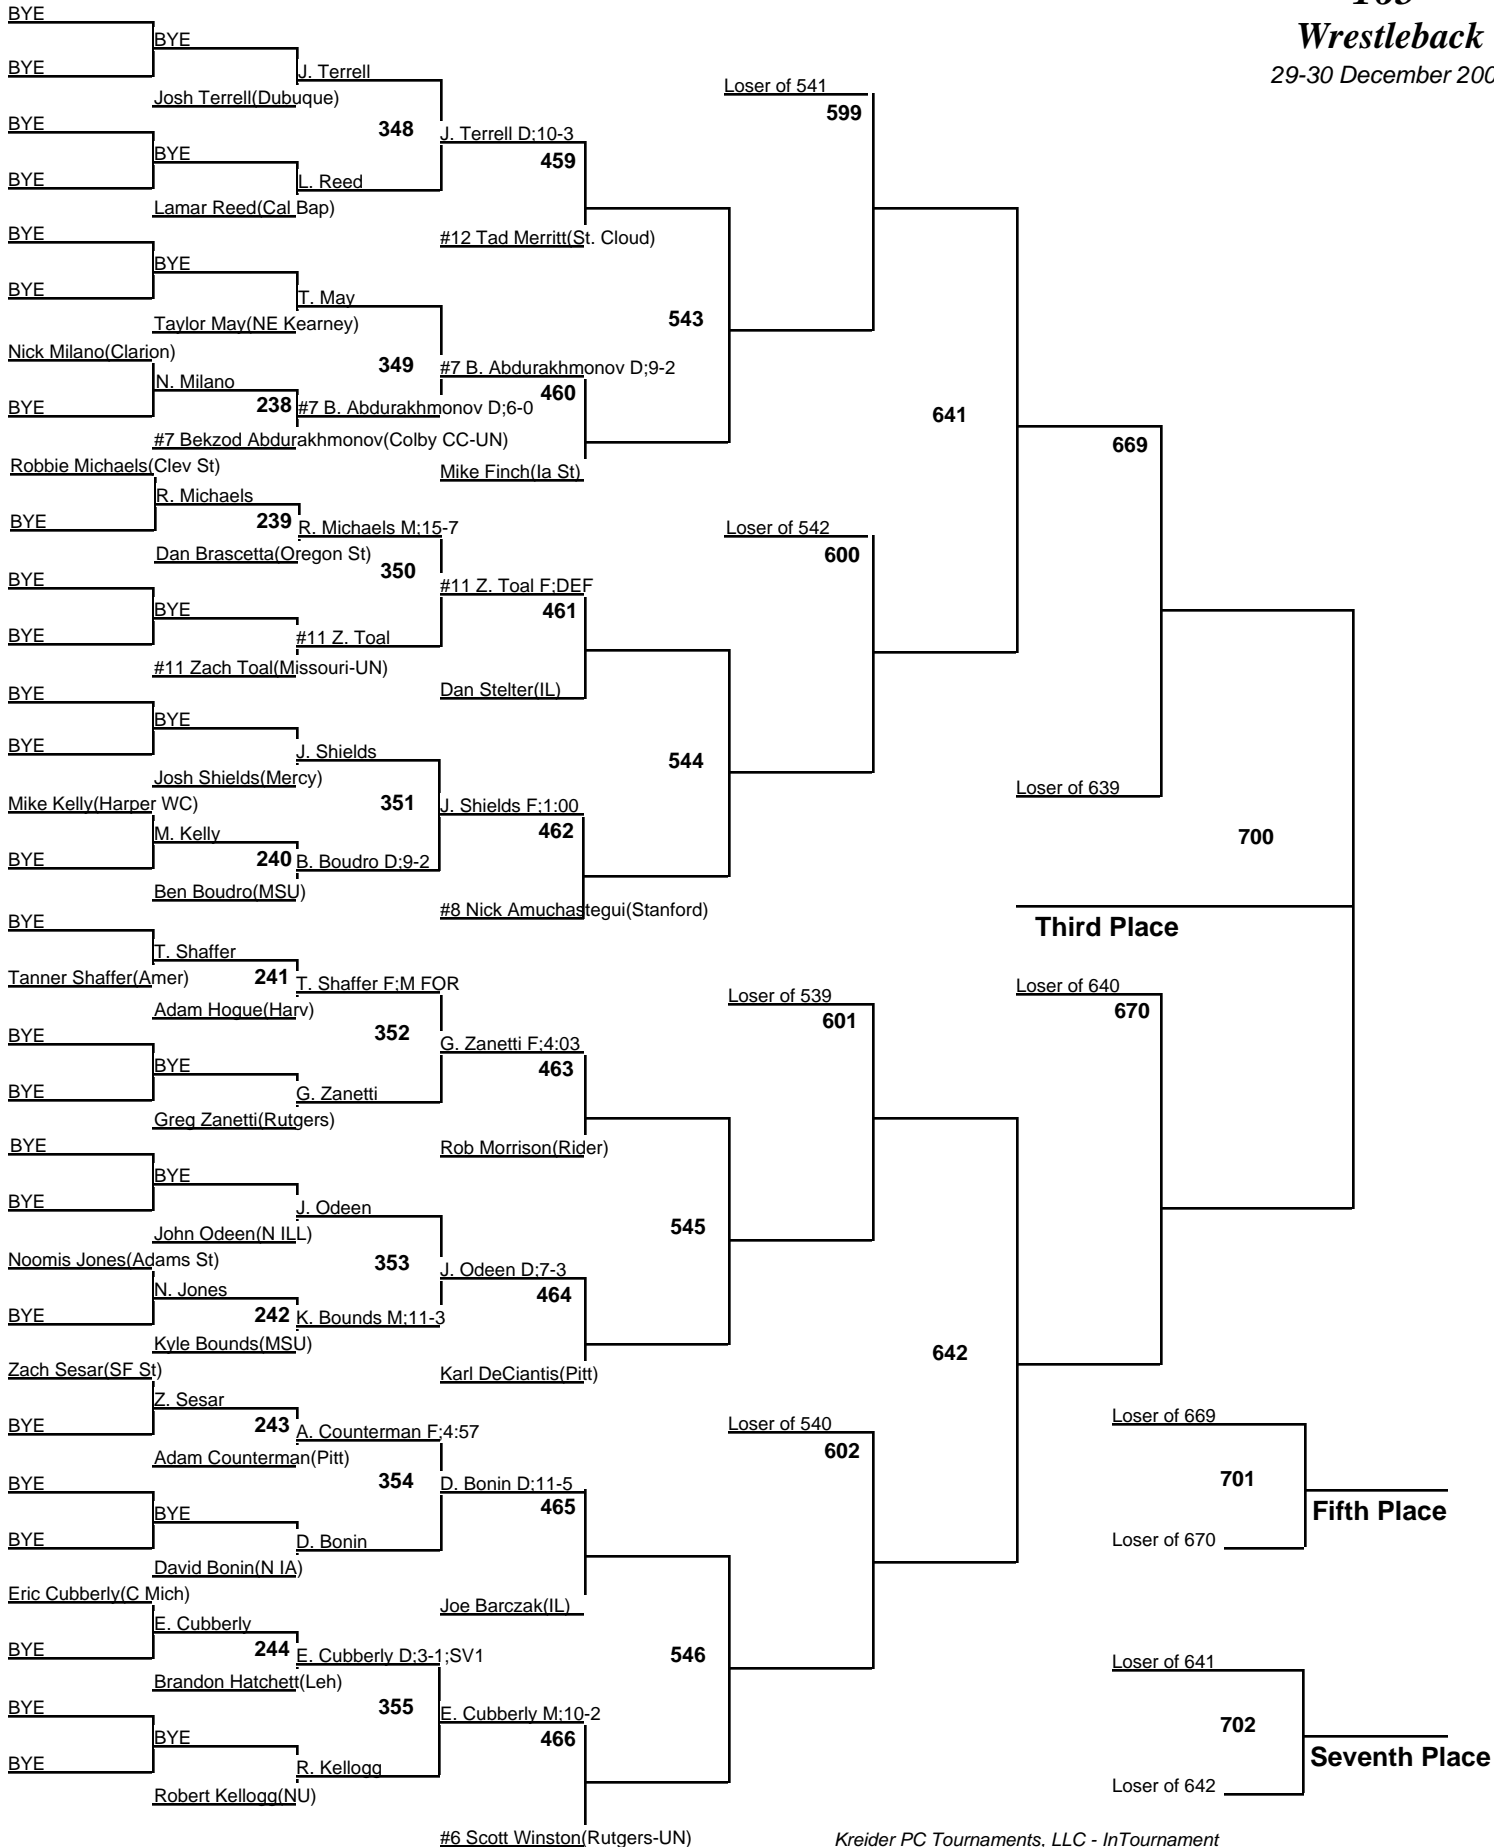 Wrestleback
29-30 December 200
BYE
BYE
BYE
J. Terrell
BYE
Josh Terrell(Dubuque)
Loser of 541
599
BYE
348
J. Terrell D;10-3
BYE
459
BYE
L. Reed
Lamar Reed(Cal Bap)
BYE
#12 Tad Merritt(St. Cloud)
BYE
BYE
T. May
Taylor May(NE Kearney)
543
Nick Milano(Clarion)
349
#7 B. Abdurakhmonov D;9-2
N. Milano
460
BYE
238
#7 B. Abdurakhmonov D;6-0
641
#7 Bekzod Abdurakhmonov(Colby CC-UN)
669
Robbie Michaels(Clev St)
Mike Finch(Ia St)
R. Michaels
BYE
239
R. Michaels M;15-7
Loser of 542
Dan Brascetta(Oregon St)
600
350
BYE
#11 Z. Toal F;DEF
BYE
461
BYE
#11 Z. Toal
#11 Zach Toal(Missouri-UN)
BYE
Dan Stelter(IL)
BYE
BYE
J. Shields
544
Josh Shields(Mercy)
Loser of 639
Mike Kelly(Harper WC)
351
J. Shields F;1:00
M. Kelly
462
700
BYE
240
B. Boudro D;9-2
Ben Boudro(MSU)
#8 Nick Amuchastegui(Stanford)
BYE
Third Place
T. Shaffer
Tanner Shaffer(Amer)
241
T. Shaffer F;M FOR
Loser of 640
Loser of 539
Adam Hogue(Harv)
670
601
BYE
352
G. Zanetti F;4:03
BYE
463
BYE
G. Zanetti
Greg Zanetti(Rutgers)
BYE
Rob Morrison(Rider)
BYE
BYE
J. Odeen
545
John Odeen(N ILL)
Noomis Jones(Adams St)
353
J. Odeen D;7-3
N. Jones
464
BYE
242
K. Bounds M;11-3
Kyle Bounds(MSU)
642
Zach Sesar(SF St)
Karl DeCiantis(Pitt)
Z. Sesar
BYE
243
A. Counterman F;4:57
Loser of 540
Loser of 669
Adam Counterman(Pitt)
602
BYE
354
D. Bonin D;11-5
701
BYE
465
Fifth Place
BYE
D. Bonin
Loser of 670
David Bonin(N IA)
Eric Cubberly(C Mich)
Joe Barczak(IL)
E. Cubberly
BYE
244
E. Cubberly D;3-1;SV1
546
Loser of 641
Brandon Hatchett(Leh)
BYE
355
E. Cubberly M;10-2
702
BYE
466
Seventh Place
BYE
R. Kellogg
Loser of 642
Robert Kellogg(NU)
#6 Scott Winston(Rutgers-UN)
Kreider PC Tournaments, LLC - InTournament